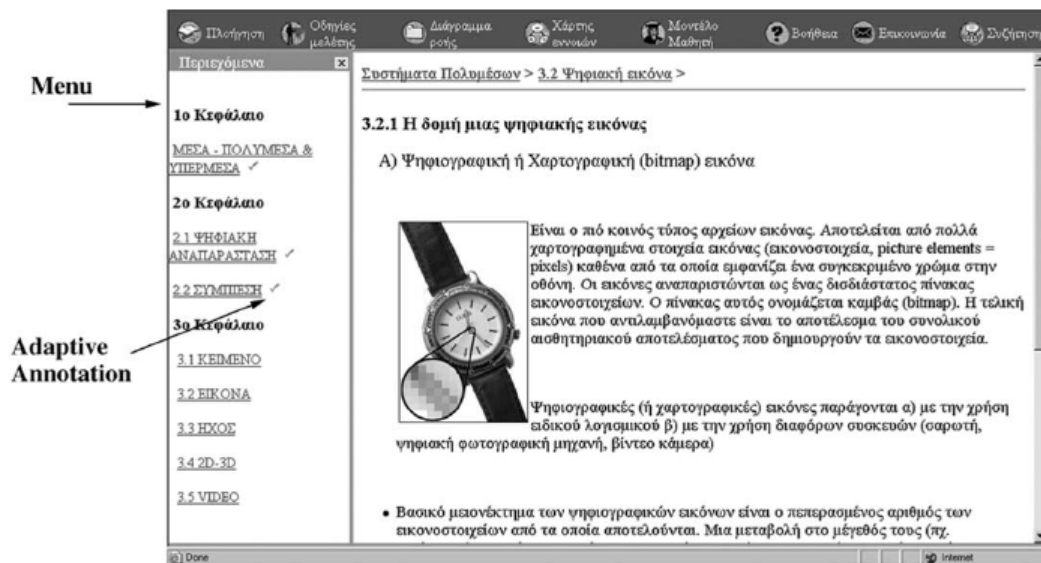 Πλοήγηση
Οδηγίες
μελέτης
Διάγραμμα
ροής
Χάρτης
εννοιών
Μοντέλο
Μαθητή
Βοήθεια
Επικοινωνία
Συζήτηση
Περιεχόμενα
Menu
1ο Κεφάλαιο
ΜΕΣΑ - ΠΟΛΥΜΕΣΑ &
ΥΠΕΡΜΕΣΑ
2ο Κεφάλαιο
2.1 ΨΗΦΙΑΚΗ
ΑΝΑΠΑΡΑΣΤΑΣΗ
2.2 ΣΥΜΠΙΕΣΗ
3ο Κεφάλαιο
Adaptive
Annotation
3.1 ΚΕΙΜΕΝΟ
3.2 ΕΙΚΟΝΑ
3.3 ΗΧΟΣ
3.4 2D-3D
3.5 VIDEO
Συστήματα Πολυμέσων > 3.2 Ψηφιακή εικόνα >
3.2.1 Η δομή μιας ψηφιακής εικόνας
Α) Ψηφιογραφική ή Χαρτογραφική (bitmap) εικόνα
Είναι ο πιό κοινός τύπος αρχείων εικόνας. Αποτελείται από πολλά
χαρτογραφημένα στοιχεία εικόνας (εικονοστοιχεία, picture elements =
pixels) καθένα από τα οποία εμφανίζει ένα συγκεκριμένο χρώμα στην
οθόνη. Οι εικόνες αναπαριστώνται ως ένας δισδιάστατος πίνακας
εικονοστοιχείων. Ο πίνακας αυτός ονομάζεται καμβάς (bitmap). Η τελική
εικόνα που αντιλαμβανόμαστε είναι το αποτέλεσμα του συνολικού
αισθητηριακού αποτελέσματος που δημιουργούν τα εικονοστοιχεία.
Ψηφιογραφικές (ή χαρτογραφικές) εικόνες παράγονται α) με την χρήση
ειδικού λογισμικού β) με την χρήση διαφόρων συσκευών (σαρωτή,
ψηφιακή φωτογραφική μηχανή, βίντεο κάμερα)
• Βασικό μειονέκτημα των ψηφιογραφικών εικόνων είναι ο πεπερασμένος αριθμός των
εικονοστοιχείων από τα οποία αποτελούνται. Μια μεταβολή στο μέγεθός τους (πχ.
Done
Internet